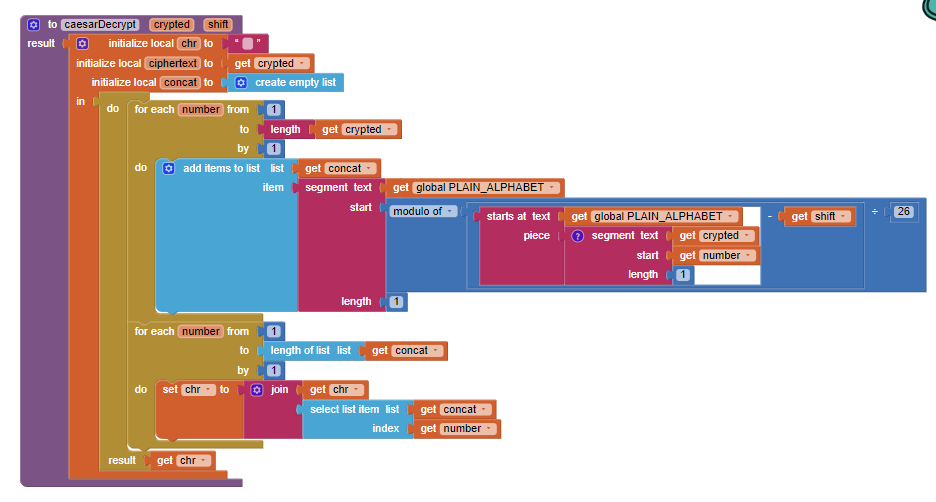 to caesarDecrypt crypted shift
result initialize local chr to " "
initialize local ciphertext to get crypted
initialize local concat to create empty list
in do for each number from 1
to length get crypted
by 1
do add items to list list get concat
item segment text get global PLAIN_ALPHABET
start modulo of starts at text get global PLAIN_ALPHABET - get shift ÷ 26
piece ? segment text get crypted
start get number
length 1
length 1
for each number from 1
to length of list list get concat
by 1
do set chr to join get chr
select list item list get concat
index get number
result get chr